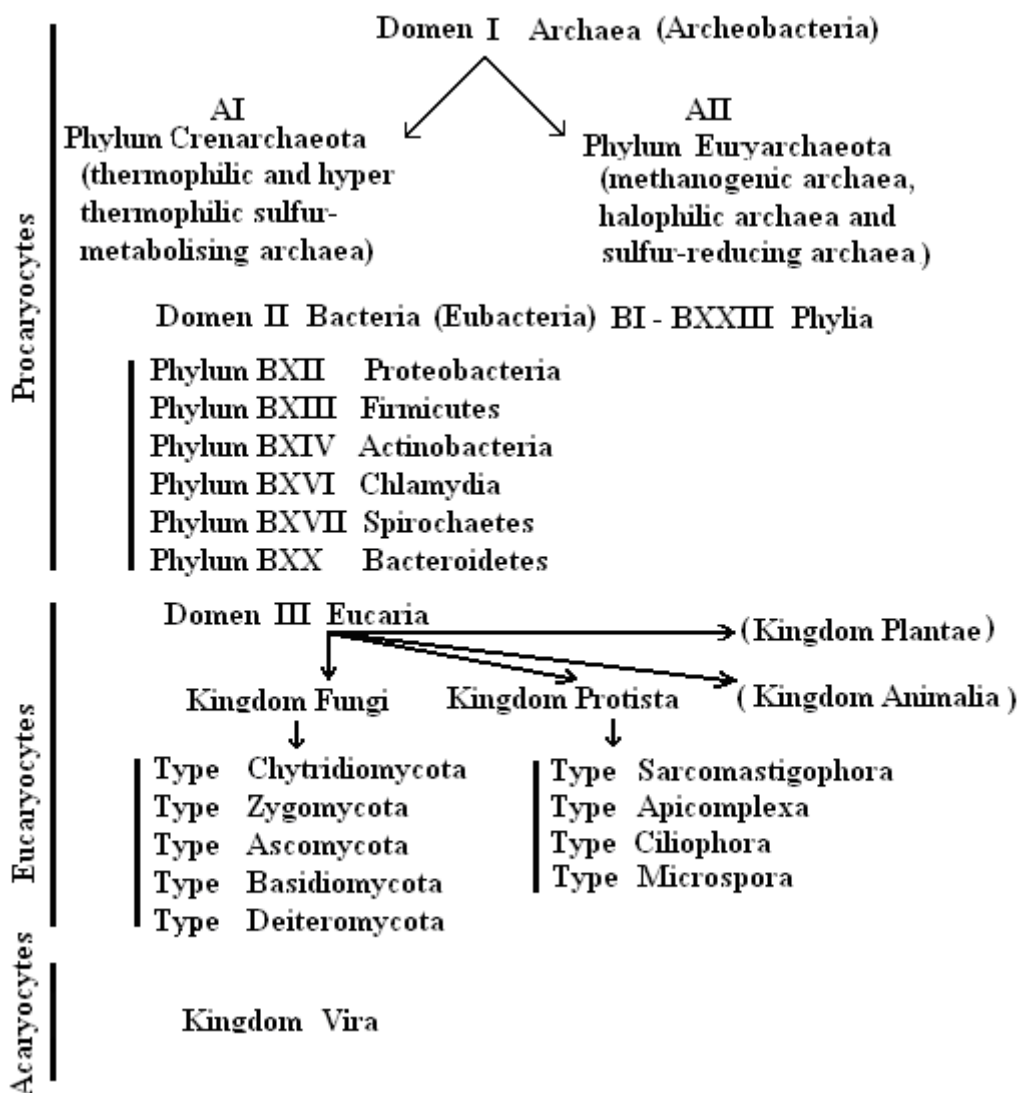 Procaryocytes
Domen I Archaea (Archeobacteria)
AI
Phylum Crenarchaeota
(thermophilic and hyper
thermophilic sulfur-
metabolising archaea)
AII
Phylum Euryarchaeota
(methanogenic archaea,
halophilic archaea and
sulfur-reducing archaea)
Domen II Bacteria (Eubacteria) BI - BXXIII Phylia
Phylum BXII Proteobacteria
Phylum BXIII Firmicutes
Phylum BXIV Actinobacteria
Phylum BXVI Chlamydia
Phylum BXVII Spirochaetes
Phylum BXX Bacteroidetes
Eucaryocytes
Domen III Eucaria
(Kingdom Plantae)
(Kingdom Animalia)
Kingdom Fungi
Type Chytridiomycota
Type Zygomycota
Type Ascomycota
Type Basidiomycota
Type Deiteromycota
Kingdom Protista
Type Sarcomastigophora
Type Apicomplexa
Type Ciliophora
Type Microspora
Acaryocytes
Kingdom Vira